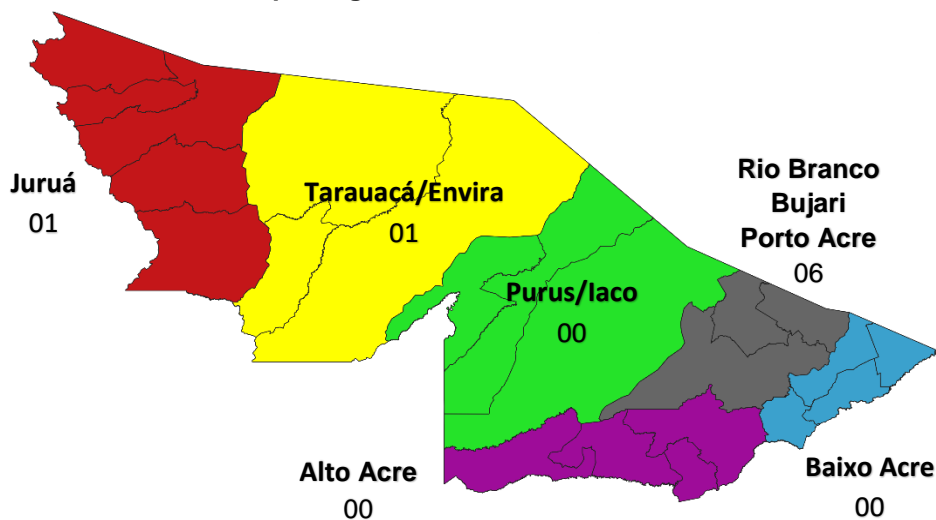 Juruá
01
Tarauacá/Envira
01
Purus/Iaco
00
Rio Branco
Bujari
Porto Acre
06
Alto Acre
00
Baixo Acre
00